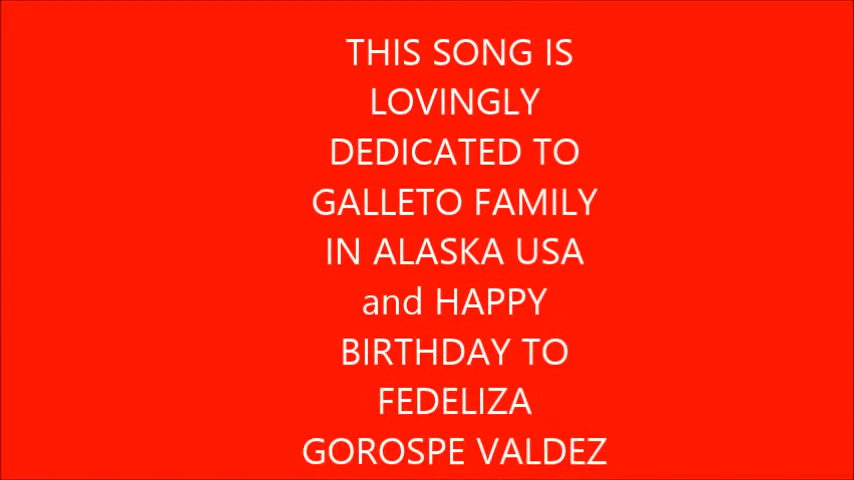 THIS SONG IS
LOVINGLY
DEDICATED TO
GALLETO FAMILY
IN ALASKA USA
and HAPPY
BIRTHDAY TO
FEDELIZA
GOROSPE VALDEZ